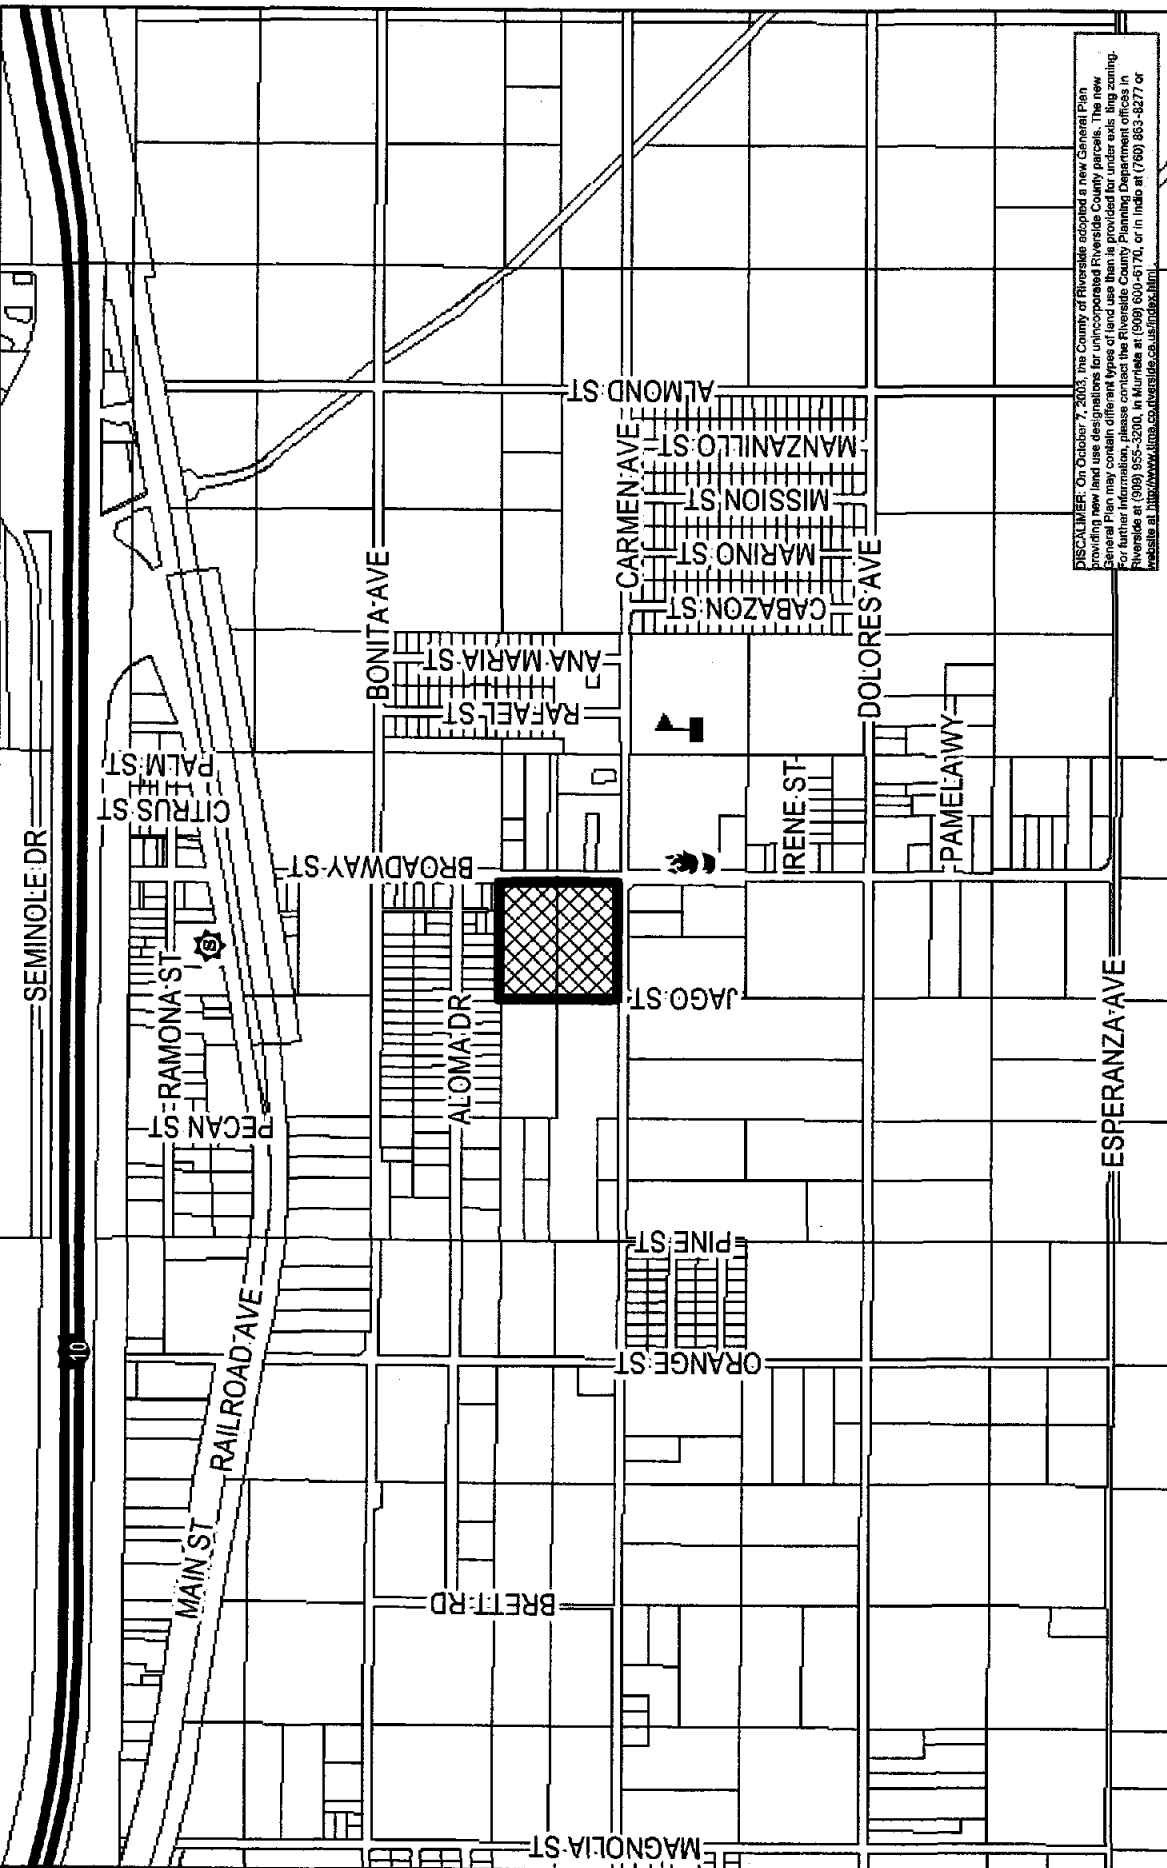 SEMINOLE DR
10
PALM ST
CITRUS ST
RAMONA ST
S
PECAN ST
RAILROAD AVE
MAIN ST
BONITA AVE
BROADWAY ST
ALOMA DR
ANA MARIA ST
RAFAEL ST
BRETT RD
ALMOND ST
CARMEN AVE
MANZANILLO ST
MISSION ST
MARINO ST
CABAZON ST
JAGO ST
PINE ST
ORANGE ST
MAGNOLIA ST
DOLORES AVE
IRENE ST
PAMELA WY
ESPERANZA AVE
DISCALIMER: On October 7, 2003, the County of Riverside adopted a new General Plan
providing new land use designations for unincorporated Riverside County parcels. The new
General Plan may contain different types of land use than is provided for under exis ting zoning.
For further information, please contact the Riverside County Planning Department offices in
Riverside at (909) 955-3200, in Murrieta at (909) 600-6170, or in Indio at (760) 863-8277 or
website at http://www.tlma.co.riverside.ca.us/index.html